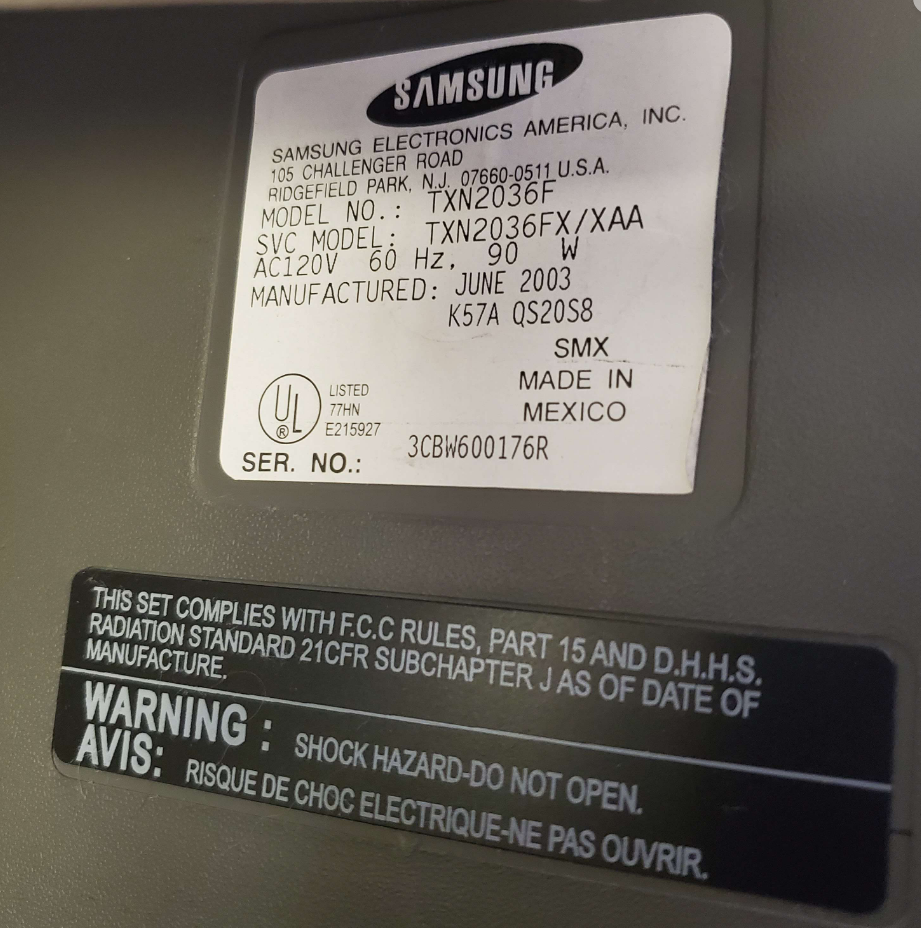 SAMSUNG
SAMSUNG ELECTRONICS AMERICA, INC.
105 CHALLENGER ROAD
RIDGEFIELD PARK, N.J. 07660-0511 U.S.A.
MODEL NO.: TXN2036F
SVC MODEL: TXN2036FX/XAA
AC120V 60 Hz, 90 W
MANUFACTURED: JUNE 2003
K57A QS20S8
SMX
MADE IN
MEXICO
UL ®
LISTED
77HN
E215927
SER. NO.: 3CBW600176R
THIS SET COMPLIES WITH F.C.C RULES, PART 15 AND D.H.H.S.
RADIATION STANDARD 21CFR SUBCHAPTER J AS OF DATE OF
MANUFACTURE.
WARNING : SHOCK HAZARD-DO NOT OPEN.
AVIS: RISQUE DE CHOC ELECTRIQUE-NE PAS OUVRIR.